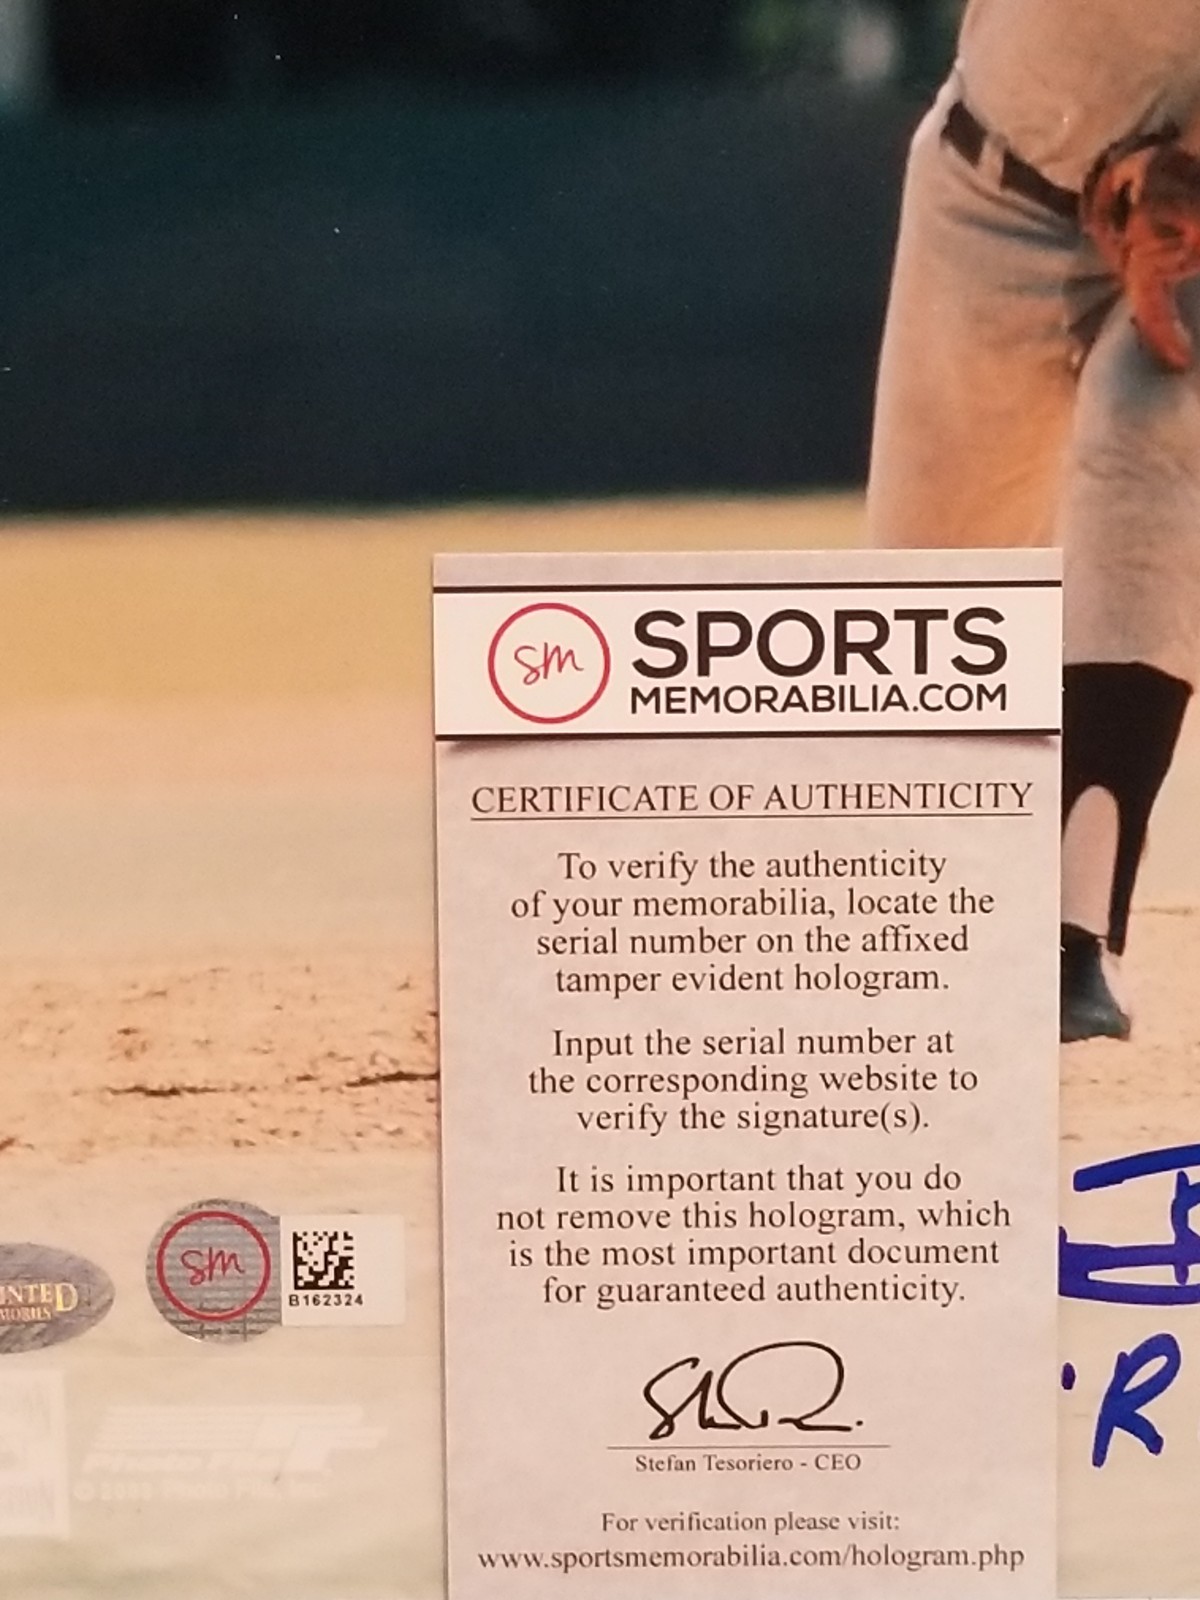 sm
SPORTS
MEMORABILIA.COM
CERTIFICATE OF AUTHENTICITY
To verify the authenticity
of your memorabilia, locate the
serial number on the affixed
tamper evident hologram.
Input the serial number at
the corresponding website to
verify the signature(s).
It is important that you do
not remove this hologram, which
is the most important document
for guaranteed authenticity.
Stefan Tesoriero - CEO
For verification please visit:
www.sportsmemorabilia.com/hologram.php
sm
B162324
R